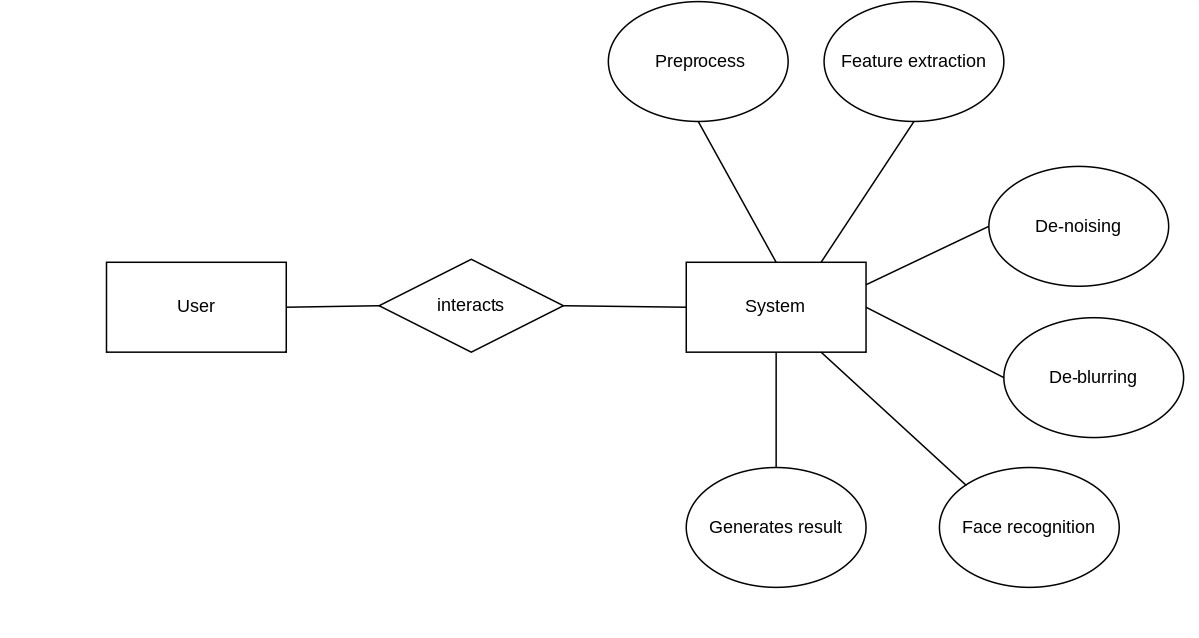 Preprocess
Feature extraction
De-noising
User
interacts
System
De-blurring
Generates result
Face recognition